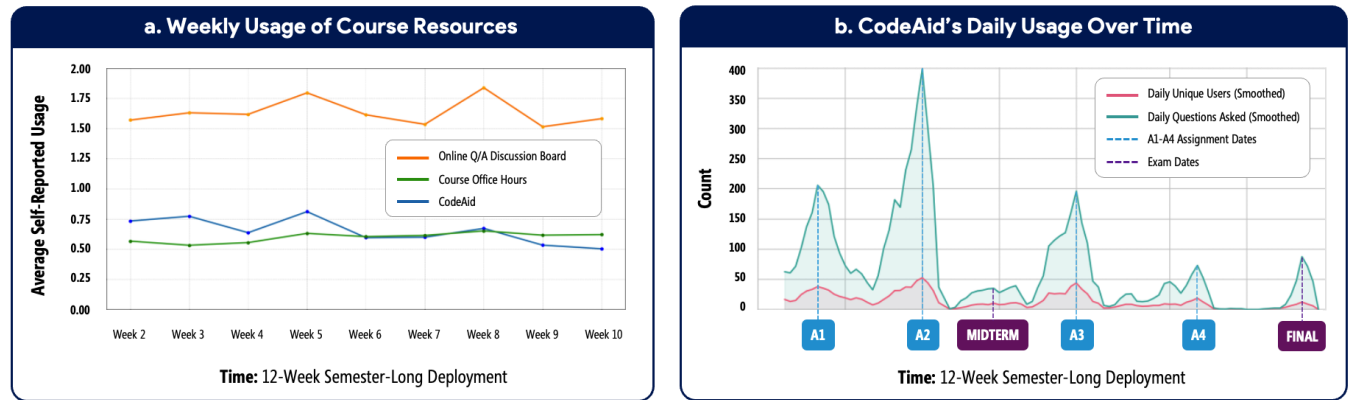 a. Weekly Usage of Course Resources
Average Self-Reported Usage
2.00
1.75
1.50
1.25
1.00
0.75
0.50
0.25
0.00
Online Q/A Discussion Board
Course Office Hours
CodeAid
Week 2 Week 3 Week 4 Week 5 Week 6 Week 7 Week 8 Week 9 Week 10
Time: 12-Week Semester-Long Deployment
b. CodeAid's Daily Usage Over Time
Count
400
350
300
250
200
150
100
50
0
Daily Unique Users (Smoothed)
Daily Questions Asked (Smoothed)
A1-A4 Assignment Dates
Exam Dates
A1 A2 MIDTERM A3 A4 FINAL
Time: 12-Week Semester-Long Deployment